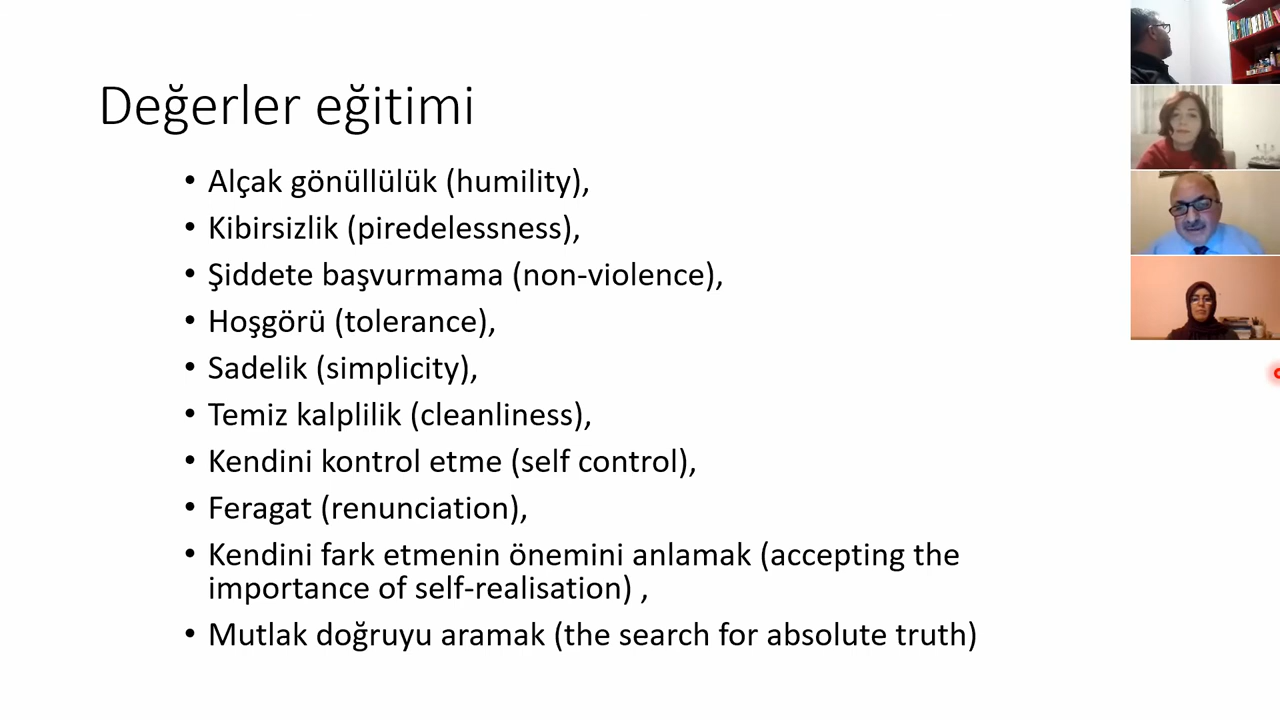 Değerler eğitimi
• Alçak gönüllülük (humility),
• Kibirsizlik (piredelessness),
• Şiddete başvurmama (non-violence),
• Hoşgörü (tolerance),
• Sadelik (simplicity),
• Temiz kalplilik (cleanliness),
• Kendini kontrol etme (self control),
• Feragat (renunciation),
• Kendini fark etmenin önemini anlamak (accepting the
importance of self-realisation) ,
• Mutlak doğruyu aramak (the search for absolute truth)